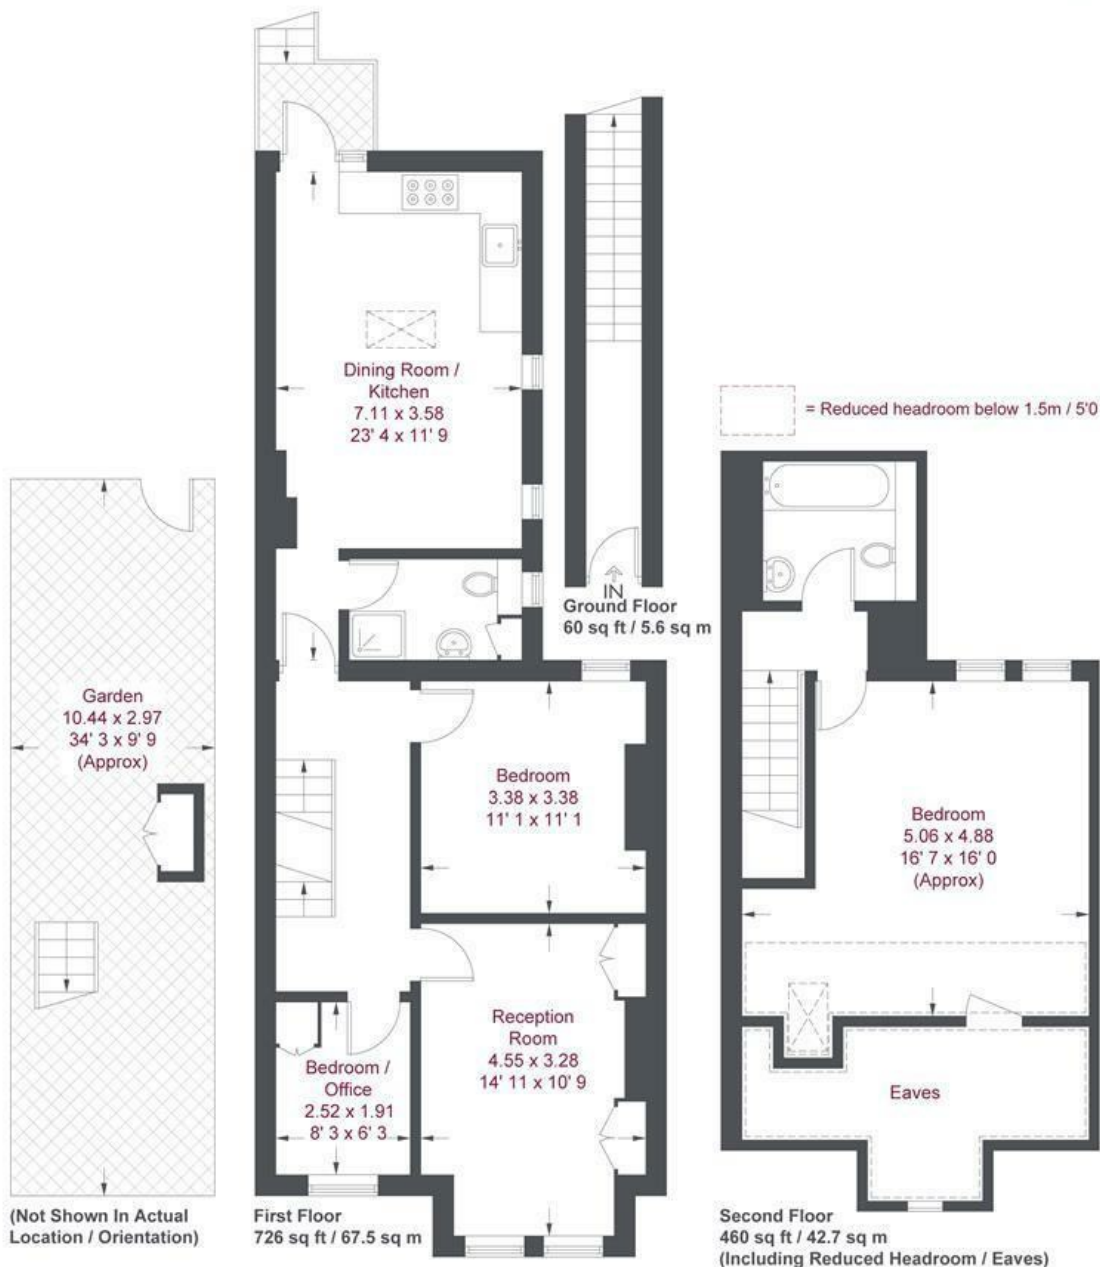 Dining Room /
Kitchen
7.11 x 3.58
23' 4 x 11' 9
= Reduced headroom below 1.5m / 5'0
IN
Ground Floor
60 sq ft / 5.6 sq m
Garden
10.44 x 2.97
34' 3 x 9' 9
(Approx)
Bedroom
3.38 x 3.38
11' 1 x 11' 1
Bedroom
5.06 x 4.88
16' 7 x 16' 0
(Approx)
Reception
Room
4.55 x 3.28
14' 11 x 10' 9
Bedroom /
Office
2.52 x 1.91
8' 3 x 6' 3
Eaves
(Not Shown In Actual
Location / Orientation)
First Floor
726 sq ft / 67.5 sq m
Second Floor
460 sq ft / 42.7 sq m
(Including Reduced Headroom / Eaves)